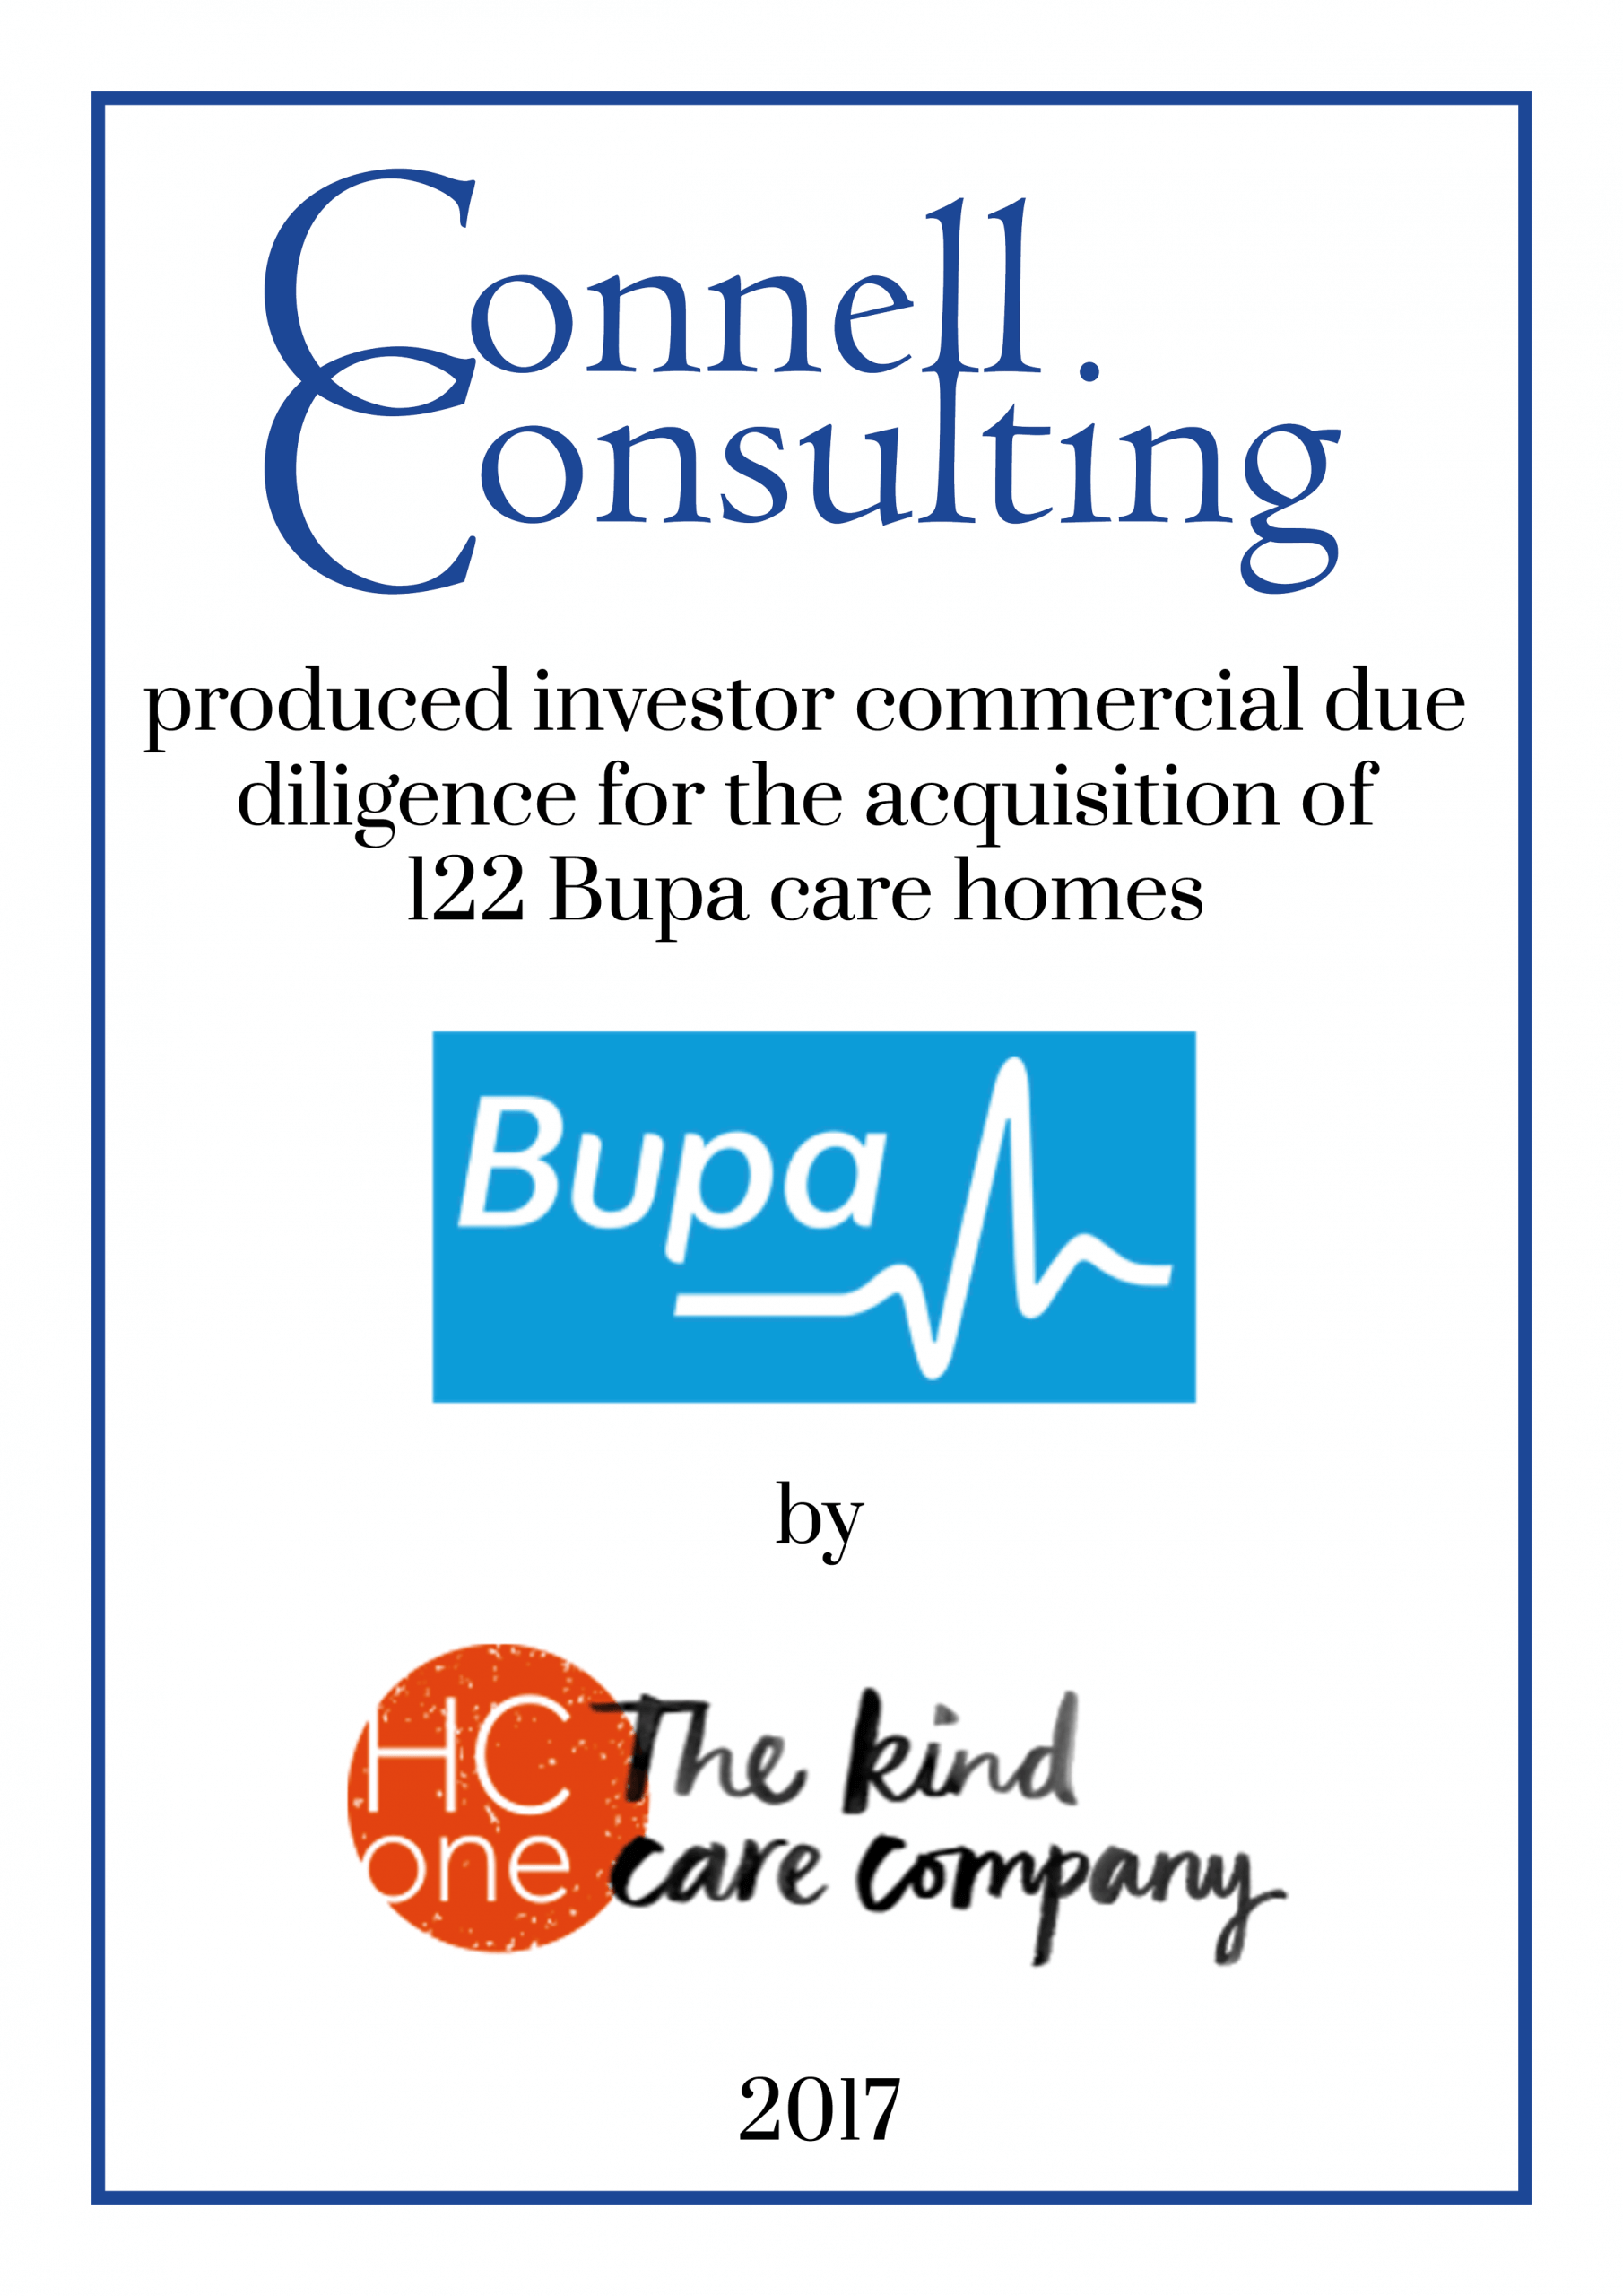 Connell
Consulting
produced investor commercial due
diligence for the acquisition of
122 Bupa care homes
Bupa
by
HC
one
The kind
care company
2017